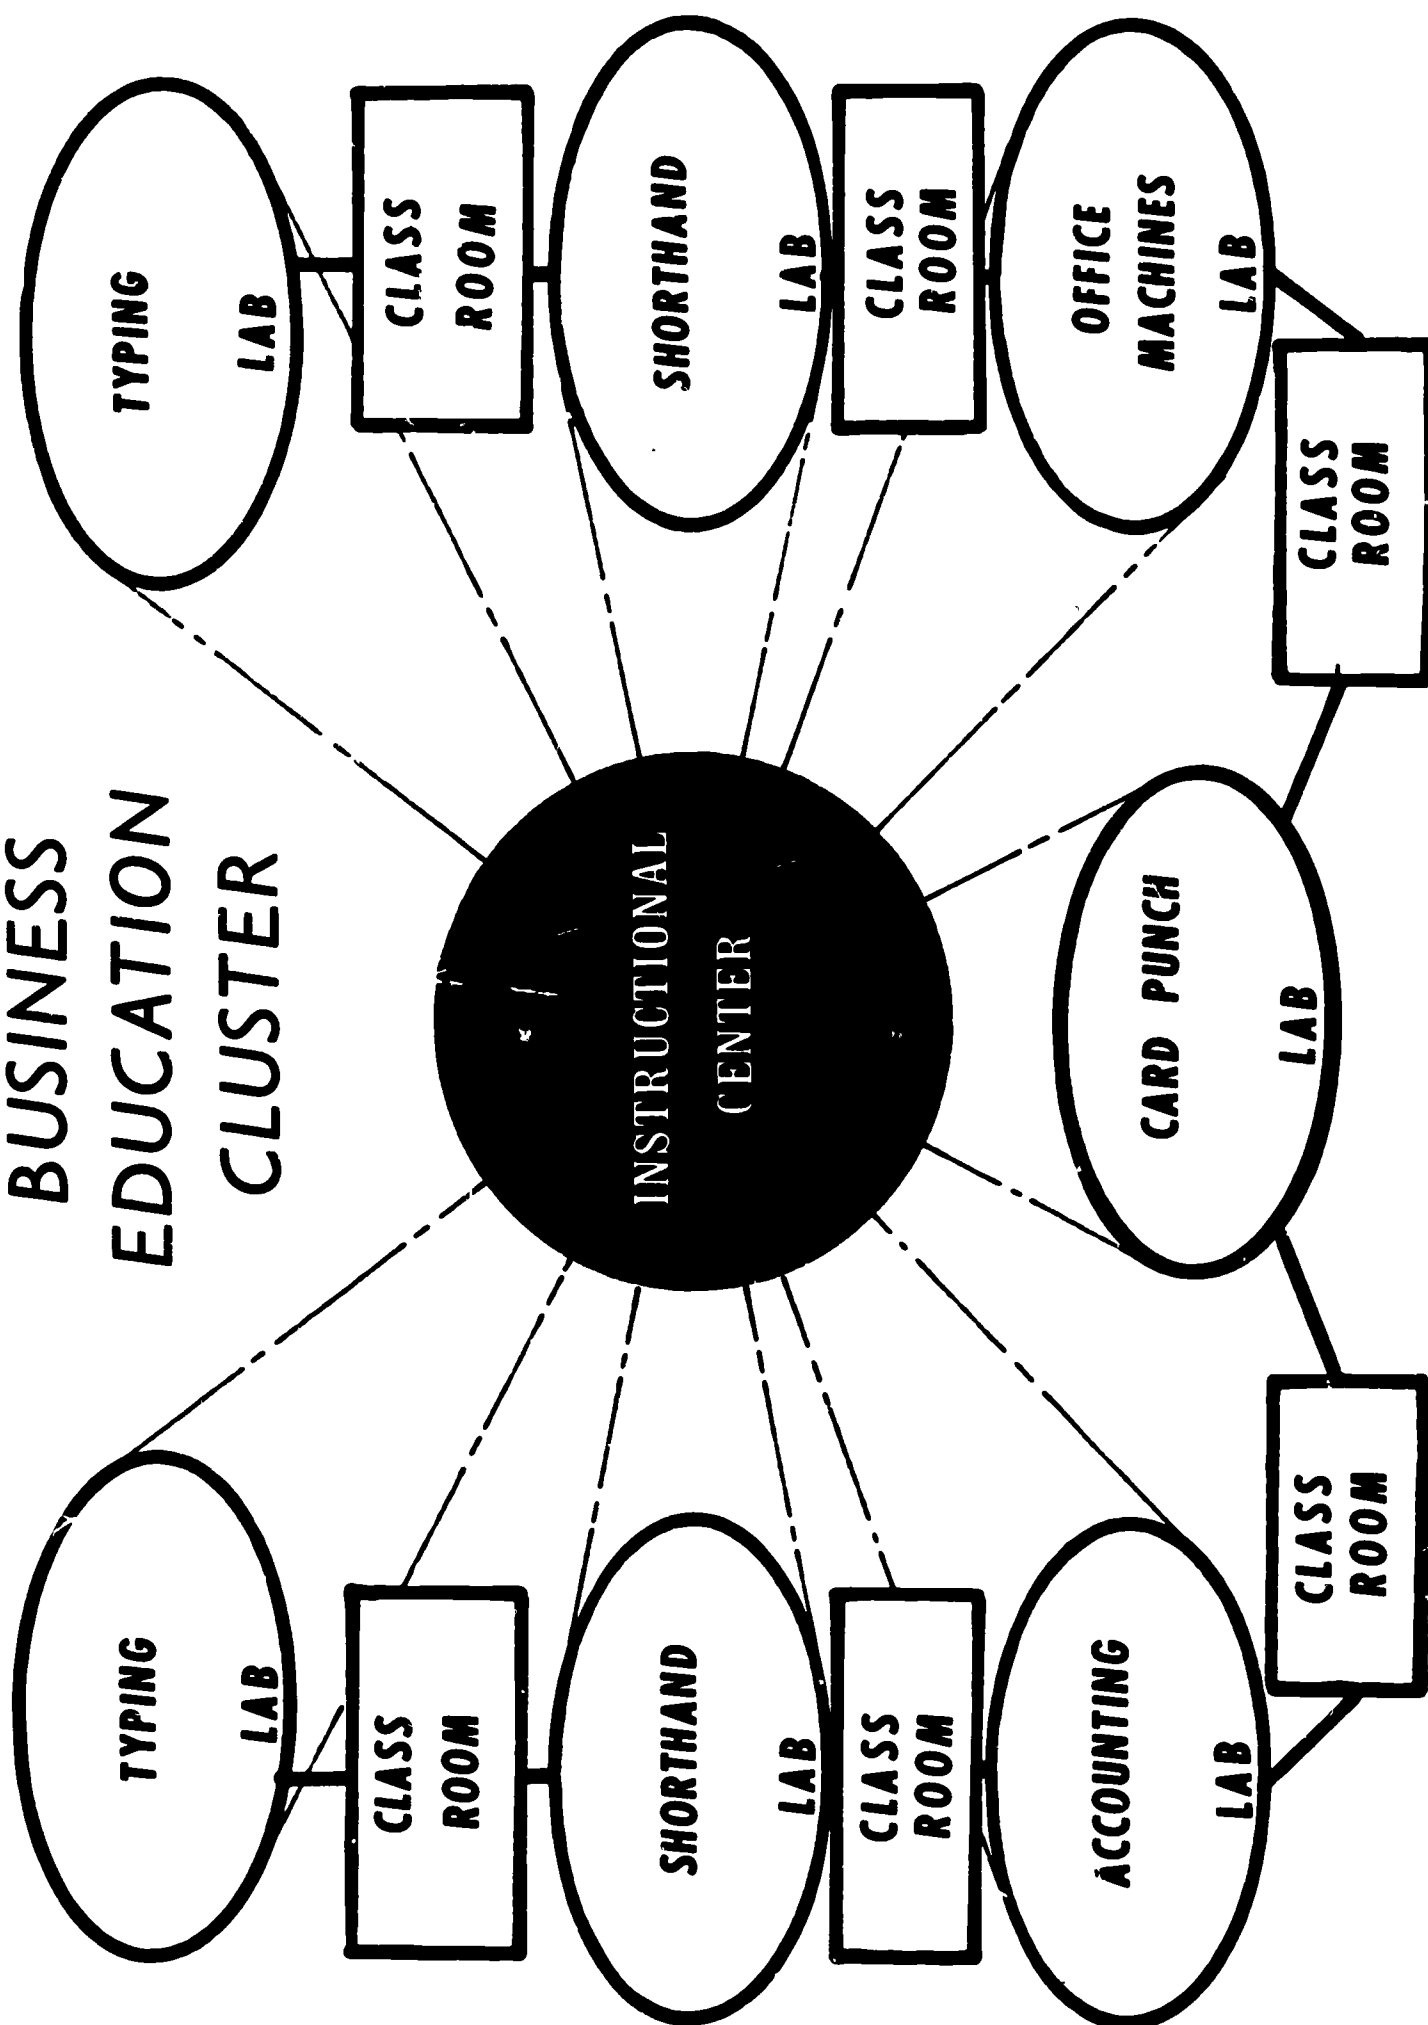 BUSINESS
EDUCATION
CLUSTER
TYPING
LAB
TYPING
LAB
CLASS
ROOM
CLASS
ROOM
SHORTHAND
LAB
SHORTHAND
LAB
INSTRUCTIONAL
CENTER
CLASS
ROOM
CLASS
ROOM
ACCOUNTING
LAB
OFFICE
MACHINES
LAB
CARD PUNCH
LAB
CLASS
ROOM
CLASS
ROOM